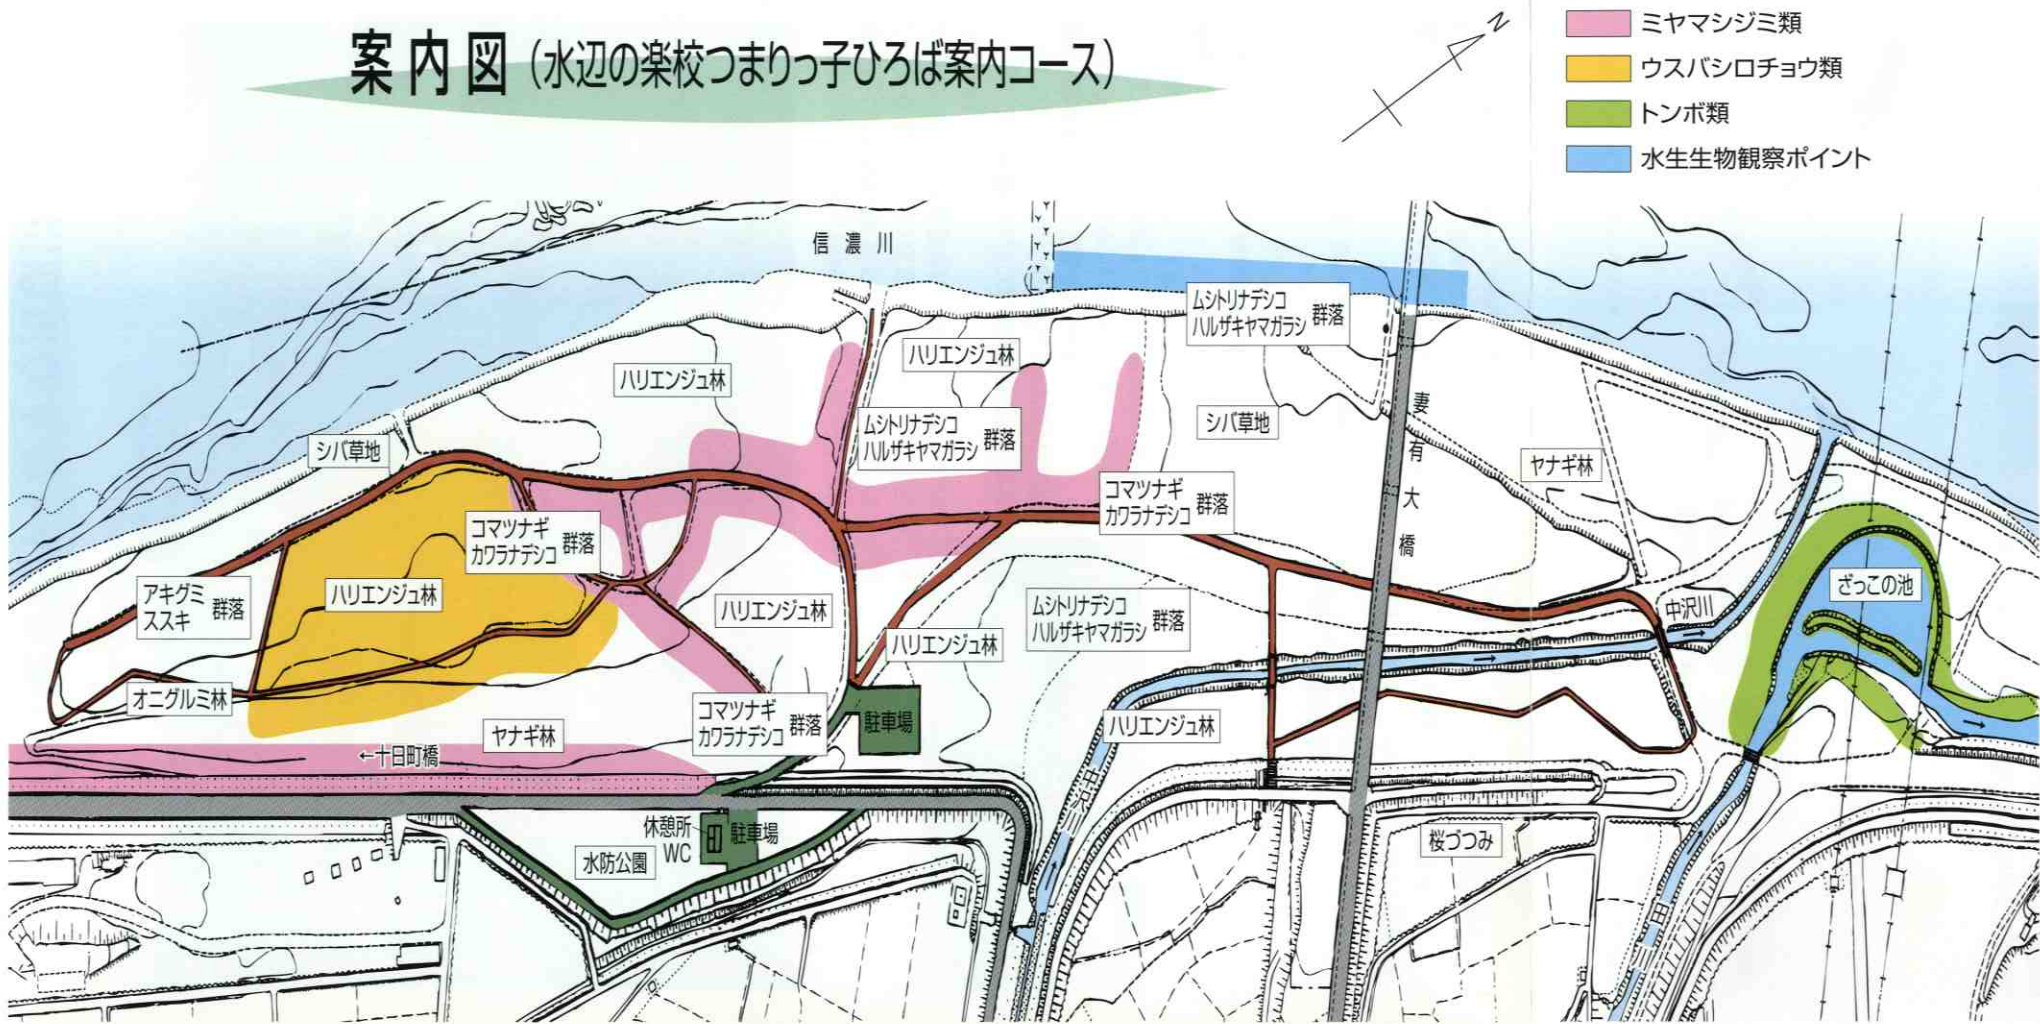 案内図(水辺の楽校つまりっ子ひろば案内コース)
N
ミヤマシジミ類
ウスバシロチョウ類
トンボ類
水生生物観察ポイント
信濃川
ムシトリナデシコ
ハルザキヤマガラシ 群落
ハリエンジュ林
ハリエンジュ林
ムシトリナデシコ
ハルザキヤマガラシ 群落
シバ草地
シバ草地
妻有大橋
ヤナギ林
コマツナギ
カワラナデシコ 群落
コマツナギ
カワラナデシコ 群落
アキグミ
ススキ 群落
ハリエンジュ林
ハリエンジュ林
ハリエンジュ林
ムシトリナデシコ
ハルザキヤマガラシ 群落
中沢川
ざっこの池
オニグルミ林
ヤナギ林
コマツナギ
カワラナデシコ 群落
駐車場
ハリエンジュ林
←十日町橋
田沢川
休憩所
WC
駐車場
水防公園
桜づつみ